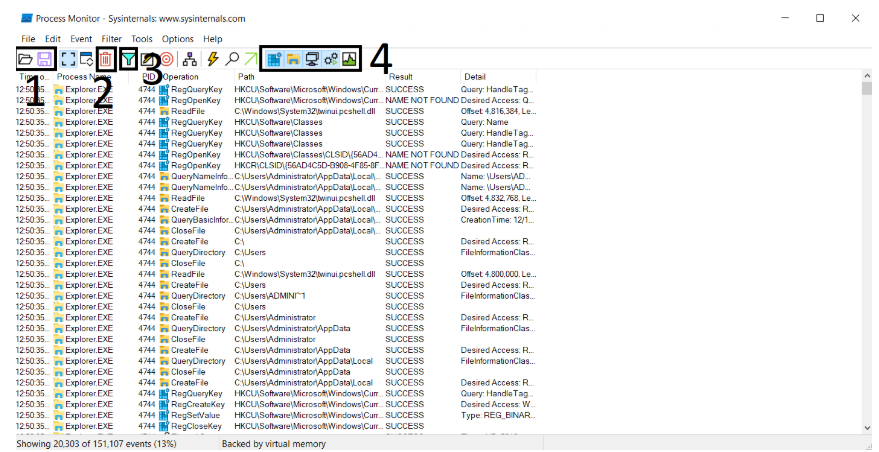 Process Monitor - Sysinternals: www.sysinternals.com
File Edit Event Filter Tools Options Help
1 2 3 4
Time o... Process Name PID Operation Path Result Detail
12:50:35... Explorer.EXE 4744 RegQueryKey HKCU\Software\Microsoft\Windows\Curr... SUCCESS Query: HandleTag...
12:50:35... Explorer.EXE 4744 RegOpenKey HKCU\Software\Microsoft\Windows\Curr... NAME NOT FOUND Desired Access: Q...
12:50:35... Explorer.EXE 4744 ReadFile C:\Windows\System32\twinui.pcshell.dll SUCCESS Offset: 4,816,384, Le...
12:50:35... Explorer.EXE 4744 RegQueryKey HKCU\Software\Classes SUCCESS Query: Name
12:50:35... Explorer.EXE 4744 RegQueryKey HKCU\Software\Classes SUCCESS Query: HandleTag...
12:50:35... Explorer.EXE 4744 RegQueryKey HKCU\Software\Classes SUCCESS Query: HandleTag...
12:50:35... Explorer.EXE 4744 RegOpenKey HKCU\Software\Classes\CLSID\{56AD4... NAME NOT FOUND Desired Access: R...
12:50:35... Explorer.EXE 4744 RegOpenKey HKCR\CLSID\{56AD4C5D-B908-4F85-8F... NAME NOT FOUND Desired Access: R...
12:50:35... Explorer.EXE 4744 QueryNameInfo... C:\Users\Administrator\AppData\Local\... SUCCESS Name: \Users\AD...
12:50:35... Explorer.EXE 4744 QueryNameInfo... C:\Users\Administrator\AppData\Local\... SUCCESS Name: \Users\AD...
12:50:35... Explorer.EXE 4744 ReadFile C:\Windows\System32\twinui.pcshell.dll SUCCESS Offset: 4,832,768, Le...
12:50:35... Explorer.EXE 4744 CreateFile C:\Users\Administrator\AppData\Local\... SUCCESS Desired Access: R...
12:50:35... Explorer.EXE 4744 QueryBasicInfor... C:\Users\Administrator\AppData\Local\... SUCCESS CreationTime: 12/1...
12:50:35... Explorer.EXE 4744 CloseFile C:\Users\Administrator\AppData\Local\... SUCCESS
12:50:35... Explorer.EXE 4744 CreateFile C:\ SUCCESS Desired Access: R...
12:50:35... Explorer.EXE 4744 QueryDirectory C:\Users SUCCESS FileInformationClas...
12:50:35... Explorer.EXE 4744 CloseFile C:\ SUCCESS
12:50:35... Explorer.EXE 4744 ReadFile C:\Windows\System32\twinui.pcshell.dll SUCCESS Offset: 4,800,000, Le...
12:50:35... Explorer.EXE 4744 CreateFile C:\Users SUCCESS Desired Access: R...
12:50:35... Explorer.EXE 4744 QueryDirectory C:\Users\ADMINI~1 SUCCESS FileInformationClas...
12:50:35... Explorer.EXE 4744 CloseFile C:\Users SUCCESS
12:50:35... Explorer.EXE 4744 CreateFile C:\Users\Administrator SUCCESS Desired Access: R...
12:50:35... Explorer.EXE 4744 QueryDirectory C:\Users\Administrator\AppData SUCCESS FileInformationClas...
12:50:35... Explorer.EXE 4744 CloseFile C:\Users\Administrator SUCCESS
12:50:35... Explorer.EXE 4744 CreateFile C:\Users\Administrator\AppData SUCCESS Desired Access: R...
12:50:35... Explorer.EXE 4744 QueryDirectory C:\Users\Administrator\AppData\Local SUCCESS FileInformationClas...
12:50:35... Explorer.EXE 4744 CloseFile C:\Users\Administrator\AppData SUCCESS
12:50:35... Explorer.EXE 4744 CreateFile C:\Users\Administrator\AppData\Local SUCCESS Desired Access: R...
12:50:35... Explorer.EXE 4744 RegQueryKey HKCU\Software\Microsoft\Windows\Curr... SUCCESS Query: HandleTag...
12:50:35... Explorer.EXE 4744 RegCreateKey HKCU\Software\Microsoft\Windows\Curr... SUCCESS Desired Access: W...
12:50:35... Explorer.EXE 4744 RegSetValue HKCU\Software\Microsoft\Windows\Curr... SUCCESS Type: REG_BINAR...
12:50:35... Explorer.EXE 4744 RegCloseKey HKCU\Software\Microsoft\Windows\Curr... SUCCESS
Showing 20,303 of 151,107 events (13%) Backed by virtual memory